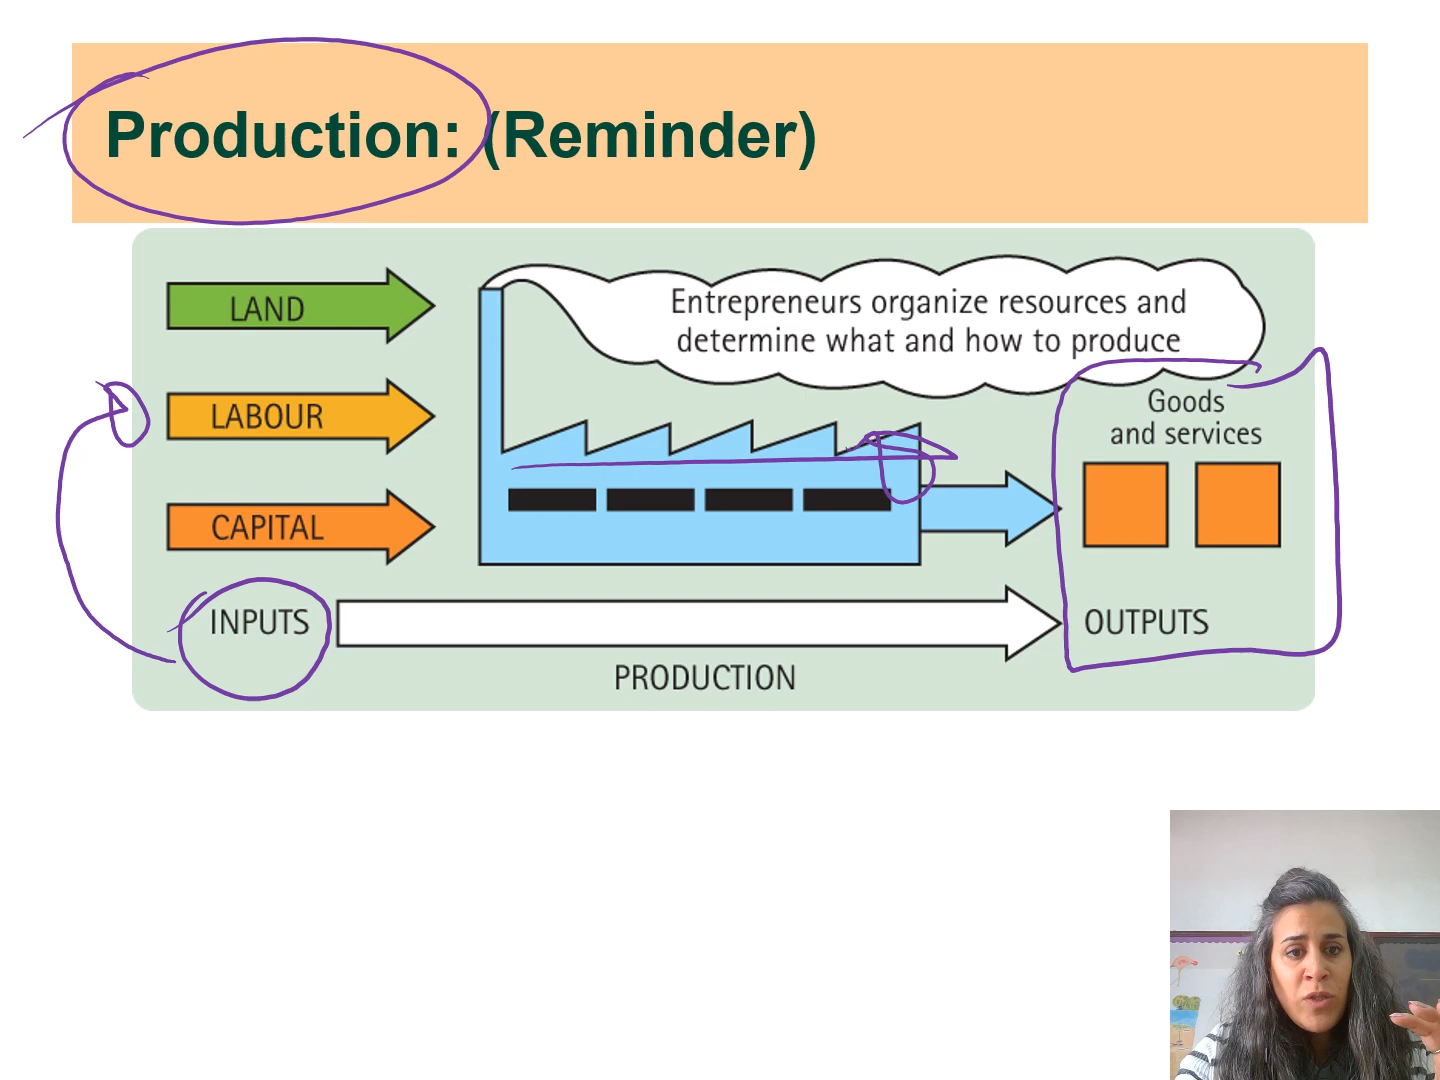 Production: (Reminder)
LAND
Entrepreneurs organize resources and
determine what and how to produce
LABOUR
Goods
and services
CAPITAL
INPUTS
OUTPUTS
PRODUCTION